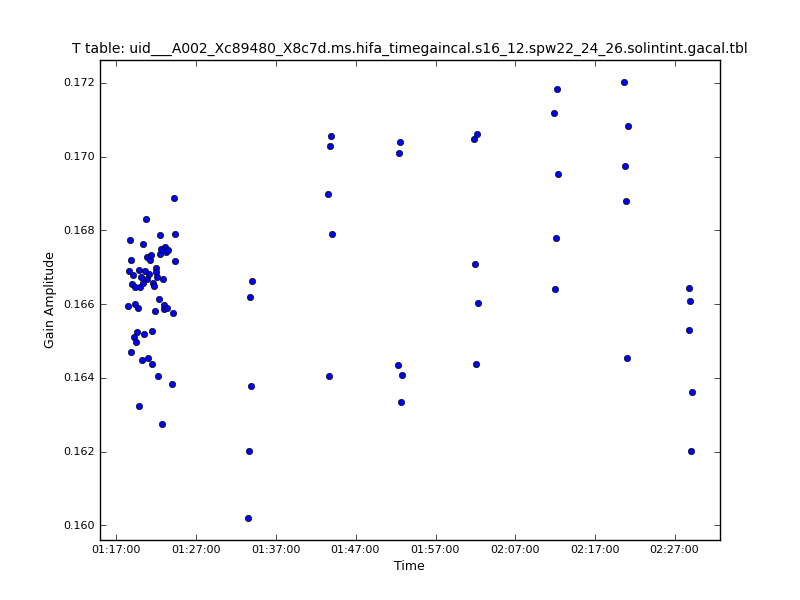 T table: uid___A002_Xc89480_X8c7d.ms.hifa_timegaincal.s16_12.spw22_24_26.solintint.gacal.tbl
0.172
0.170
0.168
0.166
0.164
0.162
0.160
Gain Amplitude
01:17:00 01:27:00 01:37:00 01:47:00 01:57:00 02:07:00 02:17:00 02:27:00
Time